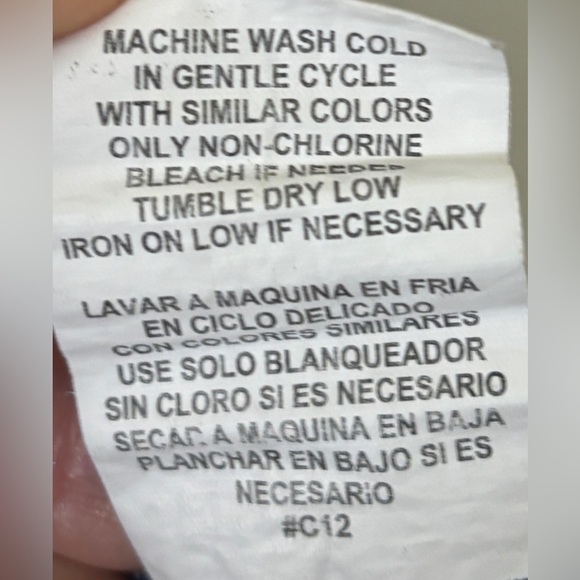 MACHINE WASH COLD
IN GENTLE CYCLE
WITH SIMILAR COLORS
ONLY NON-CHLORINE
BLEACH IF NEEDED
TUMBLE DRY LOW
IRON ON LOW IF NECESSARY
LAVAR A MAQUINA EN FRIA
EN CICLO DELICADO
CON COLORES SIMILARES
USE SOLO BLANQUEADOR
SIN CLORO SI ES NECESARIO
SECAR A MAQUINA EN BAJA
PLANCHAR EN BAJO SI ES
NECESARIO
#C12